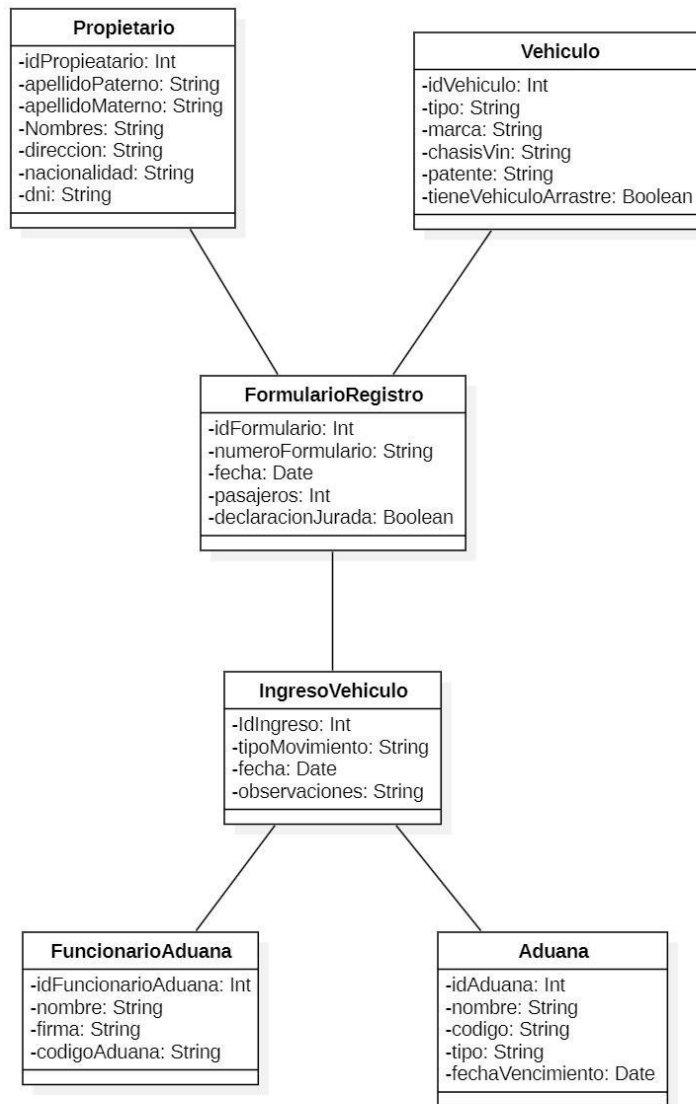 Propietario
-idPropieatario: Int
-apellidoPaterno: String
-apellidoMaterno: String
-Nombres: String
-direccion: String
-nacionalidad: String
-dni: String
Vehiculo
-idVehiculo: Int
-tipo: String
-marca: String
-chasisVin: String
-patente: String
-tieneVehiculoArrastre: Boolean
FormularioRegistro
-idFormulario: Int
-numeroFormulario: String
-fecha: Date
-pasajeros: Int
-declaracionJurada: Boolean
IngresoVehiculo
-IdIngreso: Int
-tipoMovimiento: String
-fecha: Date
-observaciones: String
FuncionarioAduana
-idFuncionarioAduana: Int
-nombre: String
-firma: String
-codigoAduana: String
Aduana
-idAduana: Int
-nombre: String
-codigo: String
-tipo: String
-fechaVencimiento: Date